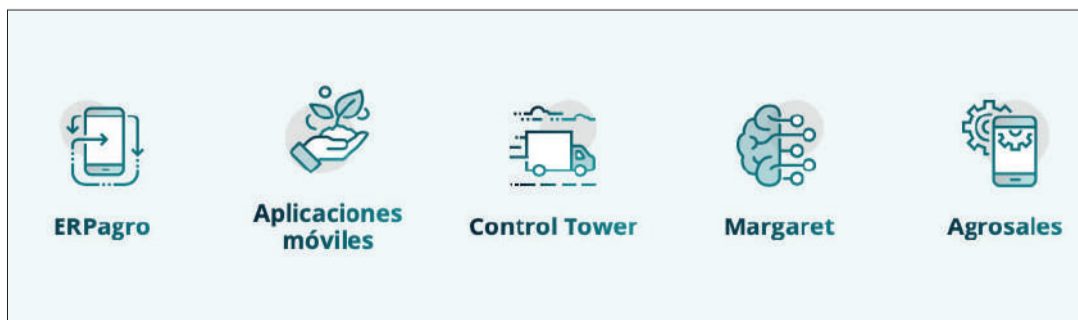 ERPagro
Aplicaciones
móviles
Control Tower
Margaret
Agrosales